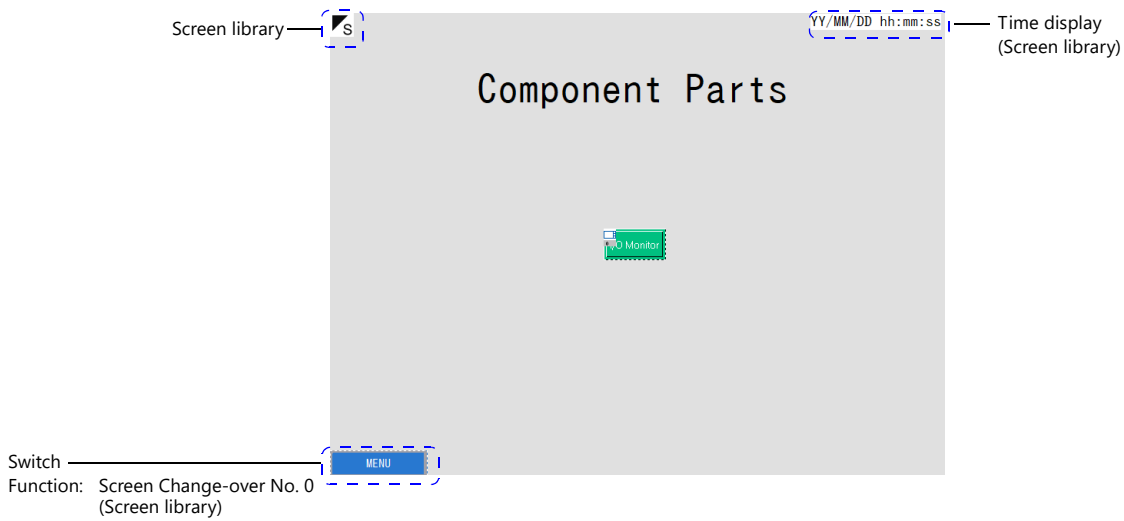 Screen library
S
YY/MM/DD hh:mm:ss
Time display
(Screen library)
Component Parts
I/O Monitor
MENU
Switch
Function: Screen Change-over No. 0
(Screen library)